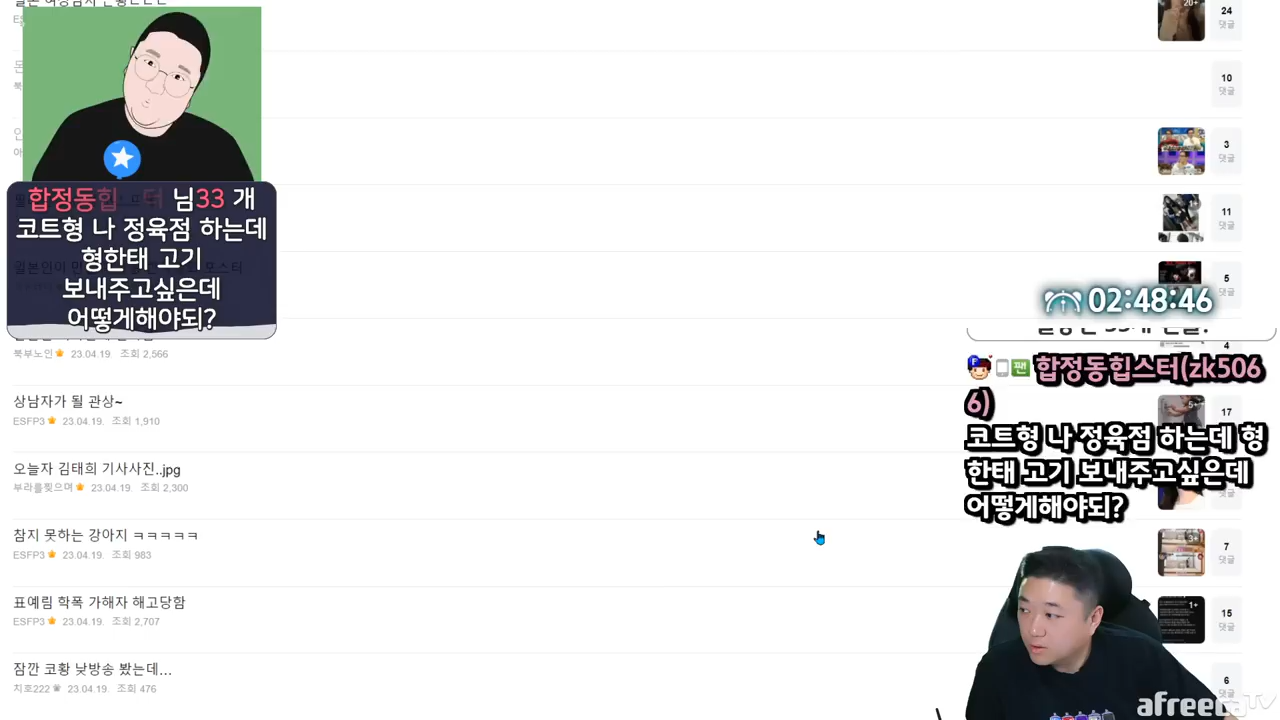 24
댓글
10
댓글
3
댓글
11
댓글
합정동힙 님33 개
코트형 나 정육점 하는데
형한태 고기
보내주고싶은데
어떻게해야되?
포스터
5
댓글
02:48:46
북부노인 23.04.19 조회 2,566
4
합정동힙스터(zk506
6)
코트형 나 정육점 하는데 형
한태 고기 보내주고싶은데
어떻게해야되?
상남자가 될 관상~
ESFP3 23.04.19. 조회 1,910
5+
17
오늘자 김태희 기사사진..jpg
부라를찢으며 23.04.19. 조회 2,300
참지 못하는 강아지 ㅋㅋㅋㅋㅋ
ESFP3 23.04.19. 조회 983
3+
7
댓글
표예림 학폭 가해자 해고당함
ESFP3 23.04.19. 조회 2,707
1+
15
댓글
잠깐 코황 낮방송 봤는데...
치호222 23.04.19. 조회 476
6
댓글
afreecaTV